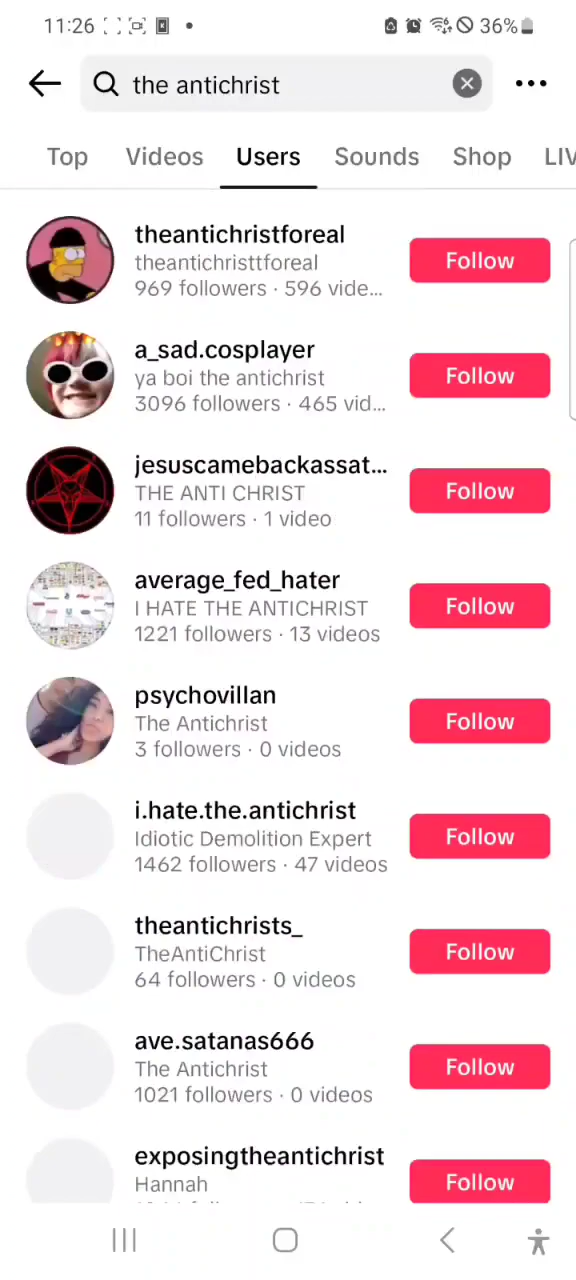 11:26
36%
the antichrist
Top Videos Users Sounds Shop LIV
theantichristforeal
theantichristtforeal
969 followers · 596 vide...
Follow
a_sad.cosplayer
ya boi the antichrist
3096 followers · 465 vid...
Follow
jesuscamebackassat...
THE ANTI CHRIST
11 followers · 1 video
Follow
average_fed_hater
I HATE THE ANTICHRIST
1221 followers · 13 videos
Follow
psychovillan
The Antichrist
3 followers · 0 videos
Follow
i.hate.the.antichrist
Idiotic Demolition Expert
1462 followers · 47 videos
Follow
theantichrists_
TheAntiChrist
64 followers · 0 videos
Follow
ave.satanas666
The Antichrist
1021 followers · 0 videos
Follow
exposingtheantichrist
Hannah
Follow